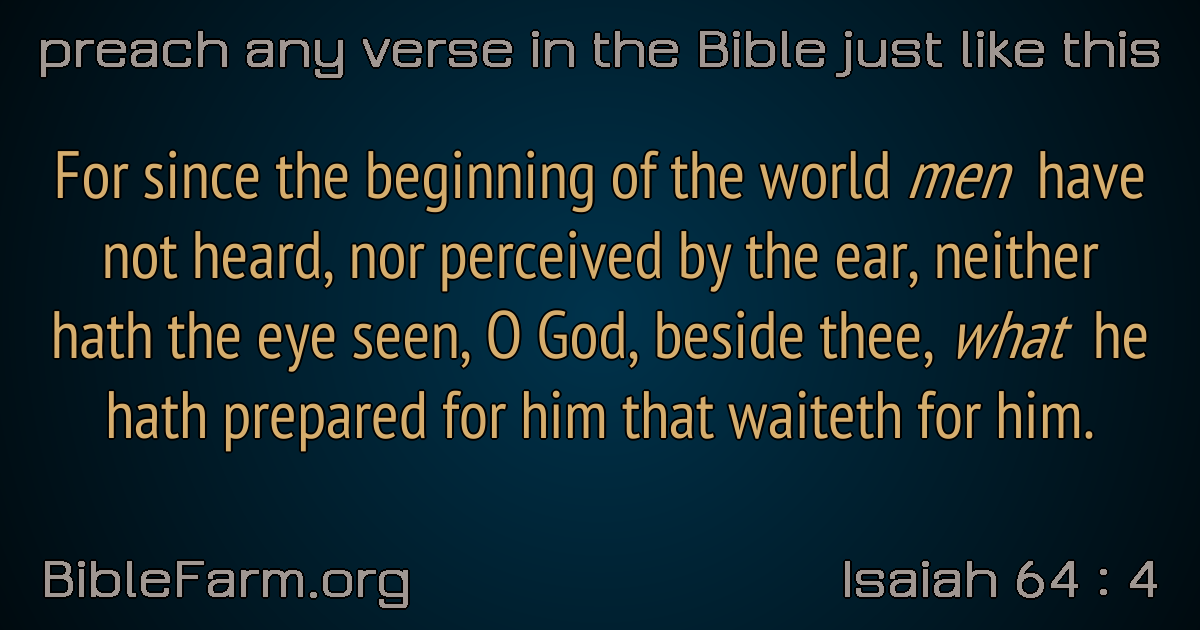 preach any verse in the Bible just like this
For since the beginning of the world men have
not heard, nor perceived by the ear, neither
hath the eye seen, O God, beside thee, what he
hath prepared for him that waiteth for him.
BibleFarm.org
Isaiah 64 : 4